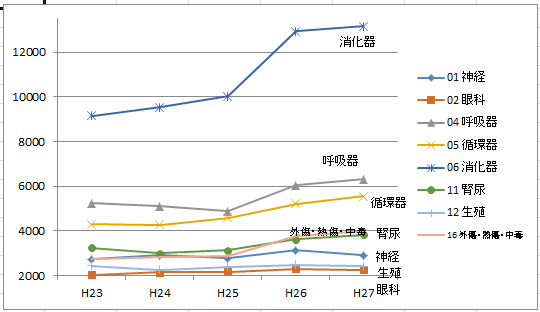 12000
10000
8000
6000
4000
2000
H23
H24
H25
H26
H27
消化器
呼吸器
循環器
外傷・熱傷・中毒
腎尿
神経
生殖
眼科
01 神経
02 眼科
04 呼吸器
05 循環器
06 消化器
11 腎尿
12 生殖
16 外傷・熱傷・中毒